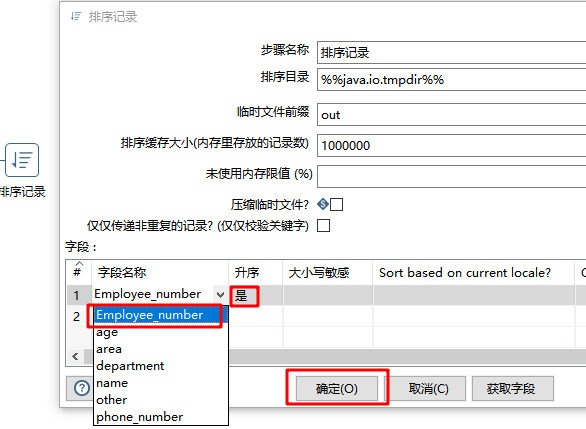 排序记录
步骤名称 排序记录
排序目录 %%java.io.tmpdir%%
临时文件前缀 out
排序缓存大小(内存里存放的记录数) 1000000
未使用内存限值 (%)
压缩临时文件?
排序记录
仅仅传递非重复的记录? (仅仅校验关键字)
字段：
# 字段名称 升序 大小写敏感 Sort based on current locale?
1 Employee_number 是
2 Employee_number
age
area
department
name
other
phone_number
确定(O) 取消(C) 获取字段